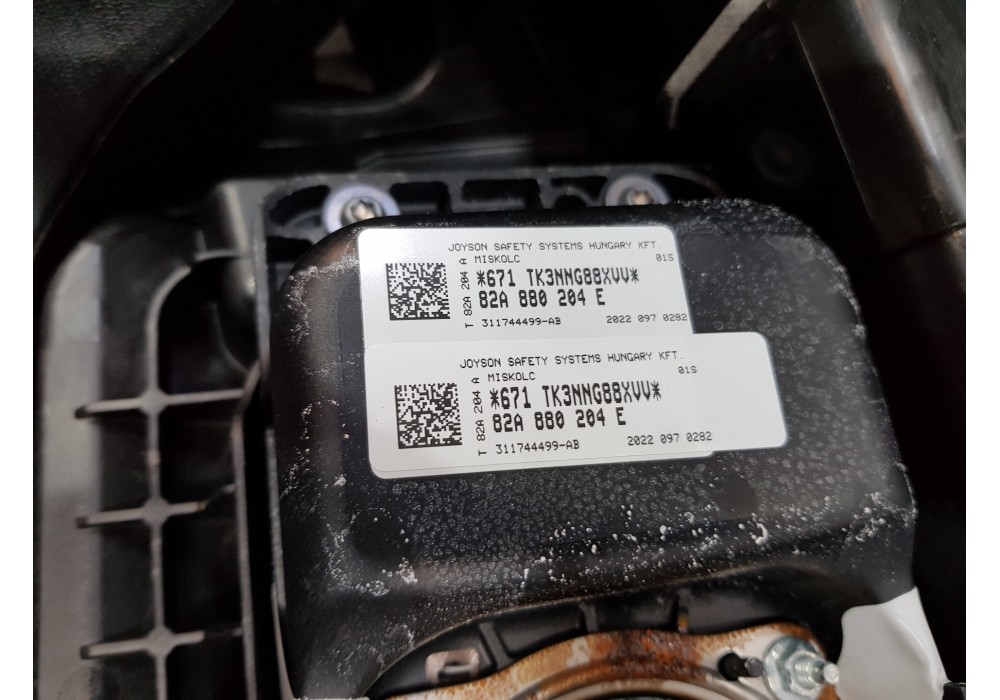 JOYSON SAFETY SYSTEMS HUNGARY KFT.
MISKOLC 01S
T 82A 204 A
*671 TK3NNG88XVV*
82A 880 204 E
311744499-AB 2022 097 0282
JOYSON SAFETY SYSTEMS HUNGARY KFT.
MISKOLC 01S
T 82A 204 A
*671 TK3NNG88XVV*
82A 880 204 E
311744499-AB 2022 097 0282